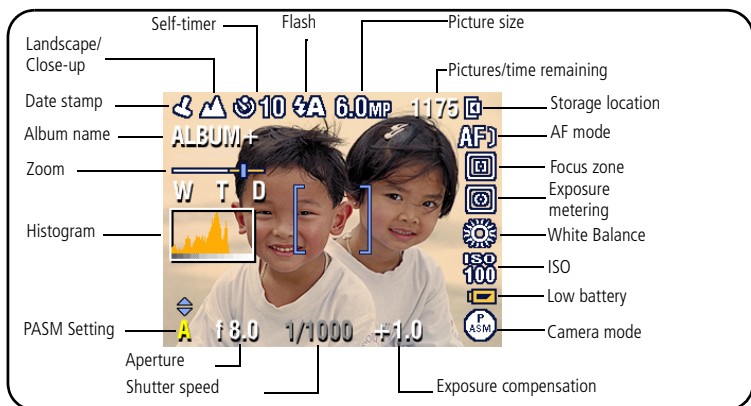 Self-timer Flash Picture size
Landscape/
Close-up
Pictures/time remaining
Date stamp 10 A 6.0MP 1175 Storage location
Album name ALBUM+ AF AF mode
Zoom Focus zone
W T D Exposure
metering
Histogram White Balance
ISO
100 ISO
Low battery
PASM Setting A f 8.0 1/1000 +1.0 P
ASM Camera mode
Aperture
Shutter speed Exposure compensation